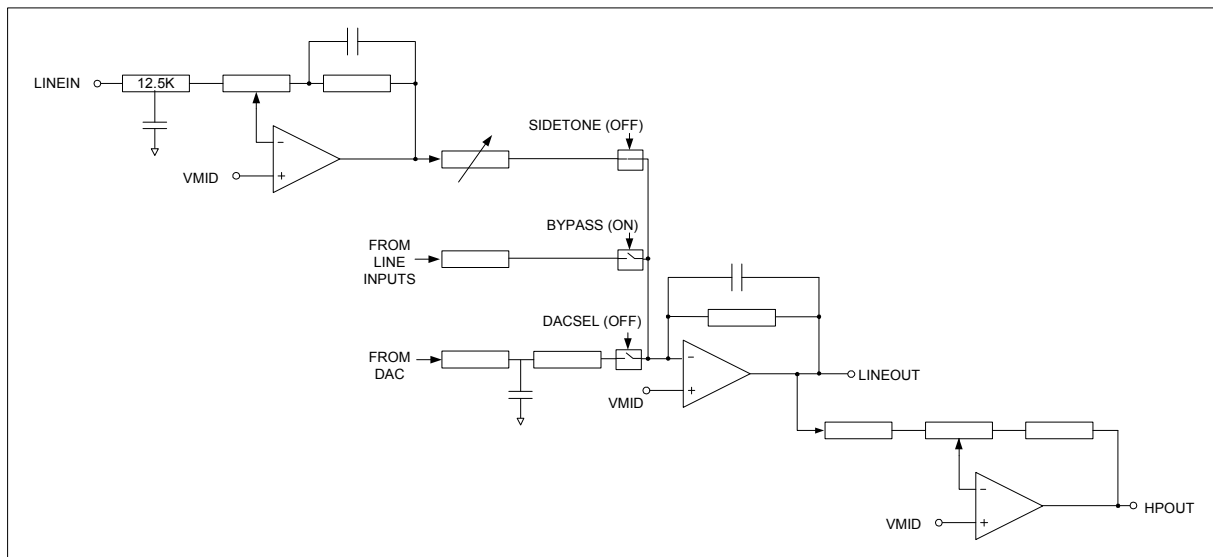 LINEIN
12.5K
SIDETONE (OFF)
−
VMID
+
BYPASS (ON)
FROM
LINE
INPUTS
DACSEL (OFF)
FROM
DAC
−
LINEOUT
VMID
+
−
HPOUT
VMID
+